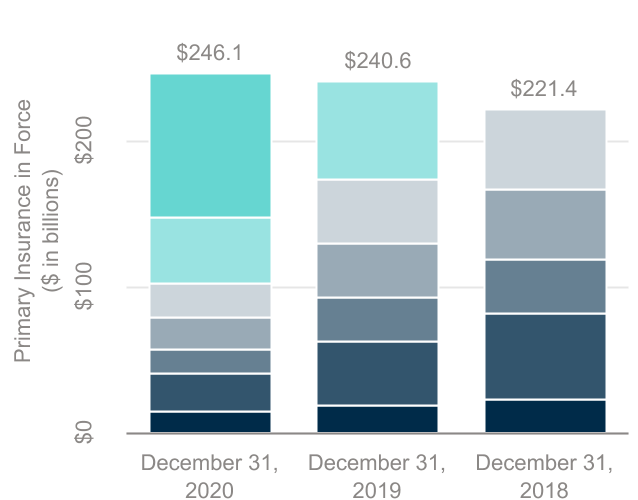 $246.1
$240.6
$221.4
Primary Insurance in Force
($ in billions)
$200
$100
$0
December 31,
2020
December 31,
2019
December 31,
2018